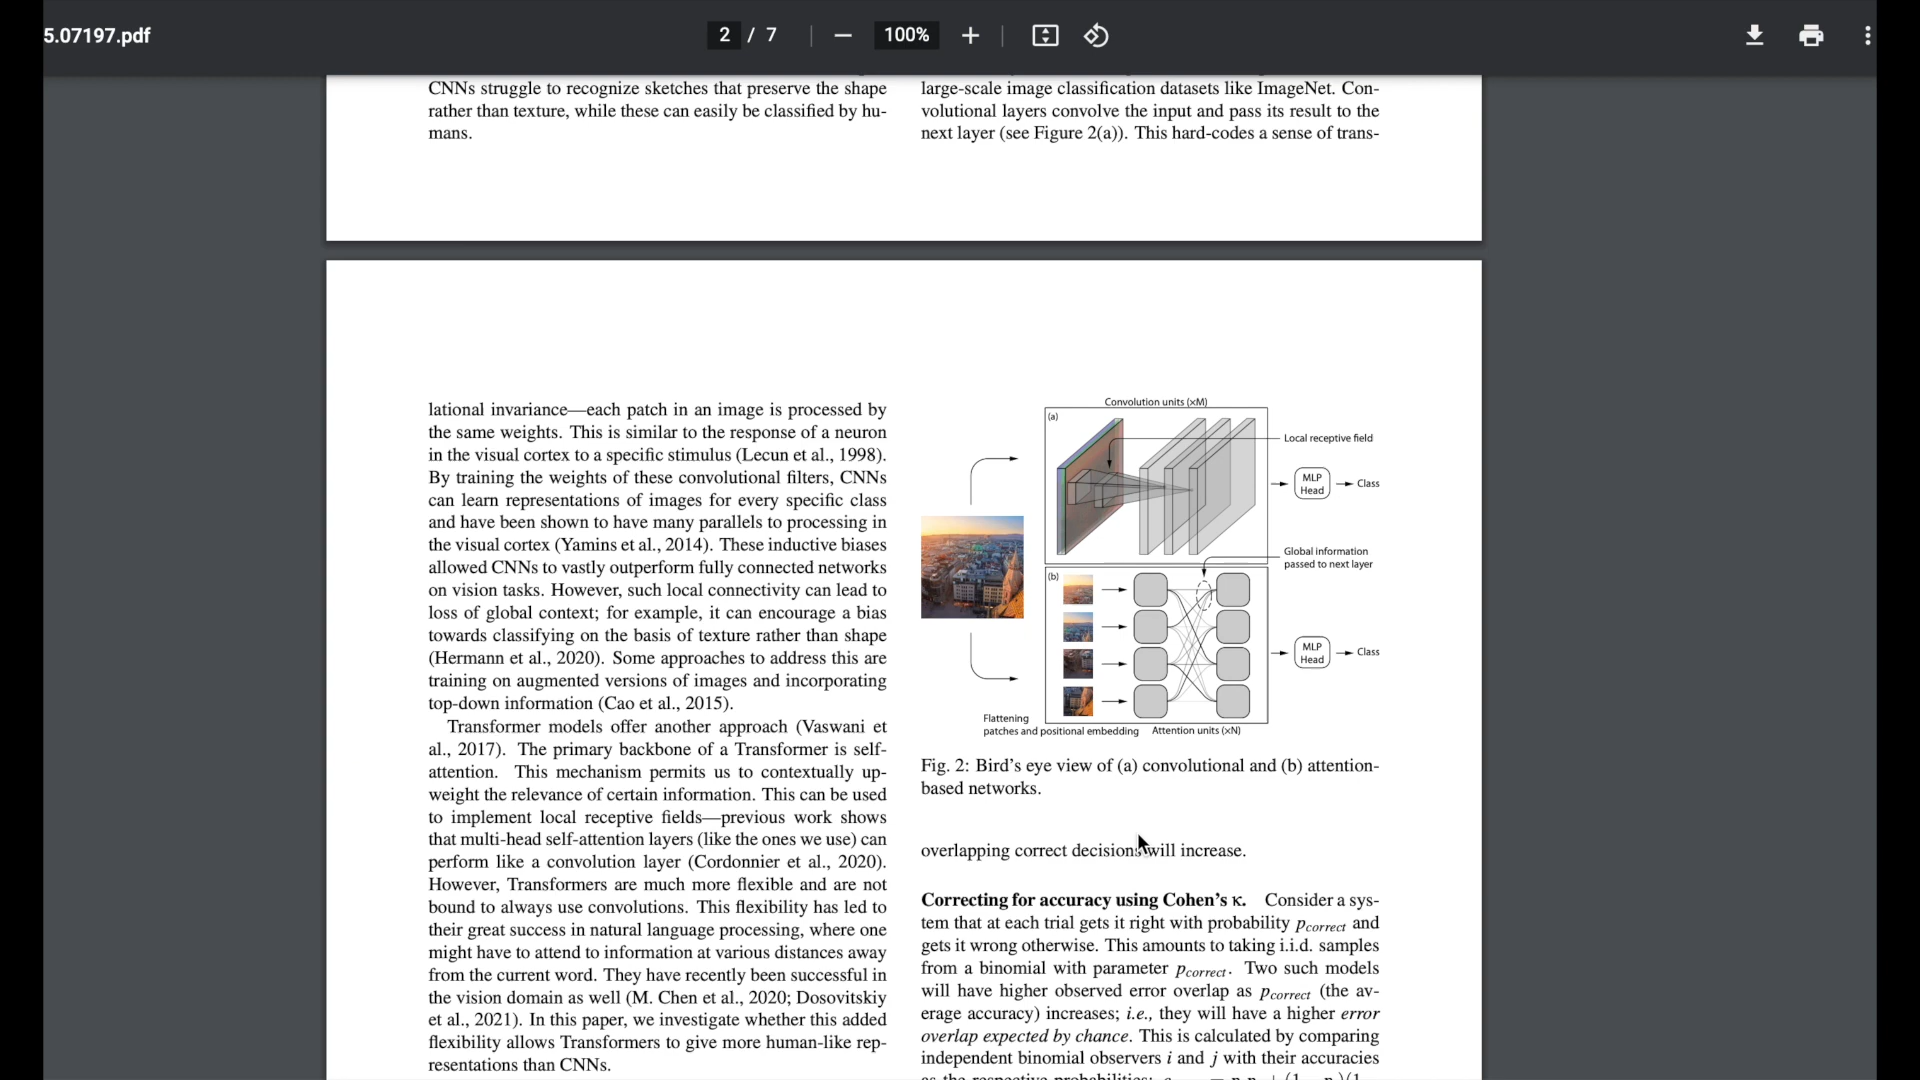 5.07197.pdf
2 / 7
100%
CNNs struggle to recognize sketches that preserve the shape
rather than texture, while these can easily be classified by hu-
mans.
large-scale image classification datasets like ImageNet. Con-
volutional layers convolve the input and pass its result to the
next layer (see Figure 2(a)). This hard-codes a sense of trans-
lational invariance—each patch in an image is processed by
the same weights. This is similar to the response of a neuron
in the visual cortex to a specific stimulus (Lecun et al., 1998).
By training the weights of these convolutional filters, CNNs
can learn representations of images for every specific class
and have been shown to have many parallels to processing in
the visual cortex (Yamins et al., 2014). These inductive biases
allowed CNNs to vastly outperform fully connected networks
on vision tasks. However, such local connectivity can lead to
loss of global context; for example, it can encourage a bias
towards classifying on the basis of texture rather than shape
(Hermann et al., 2020). Some approaches to address this are
training on augmented versions of images and incorporating
top-down information (Cao et al., 2015).
Transformer models offer another approach (Vaswani et
al., 2017). The primary backbone of a Transformer is self-
attention. This mechanism permits us to contextually up-
weight the relevance of certain information. This can be used
to implement local receptive fields—previous work shows
that multi-head self-attention layers (like the ones we use) can
perform like a convolution layer (Cordonnier et al., 2020).
However, Transformers are much more flexible and are not
bound to always use convolutions. This flexibility has led to
their great success in natural language processing, where one
might have to attend to information at various distances away
from the current word. They have recently been successful in
the vision domain as well (M. Chen et al., 2020; Dosovitskiy
et al., 2021). In this paper, we investigate whether this added
flexibility allows Transformers to give more human-like rep-
resentations than CNNs.
Convolution units (×M)
(a)
Local receptive field
MLP
Head
Class
Global information
passed to next layer
(b)
MLP
Head
Class
Flattening
patches and positional embedding
Attention units (×N)
Fig. 2: Bird's eye view of (a) convolutional and (b) attention-
based networks.
overlapping correct decisions will increase.
Correcting for accuracy using Cohen's κ. Consider a sys-
tem that at each trial gets it right with probability p_correct and
gets it wrong otherwise. This amounts to taking i.i.d. samples
from a binomial with parameter p_correct. Two such models
will have higher observed error overlap as p_correct (the av-
erage accuracy) increases; i.e., they will have a higher error
overlap expected by chance. This is calculated by comparing
independent binomial observers i and j with their accuracies
as the respective probabilities: